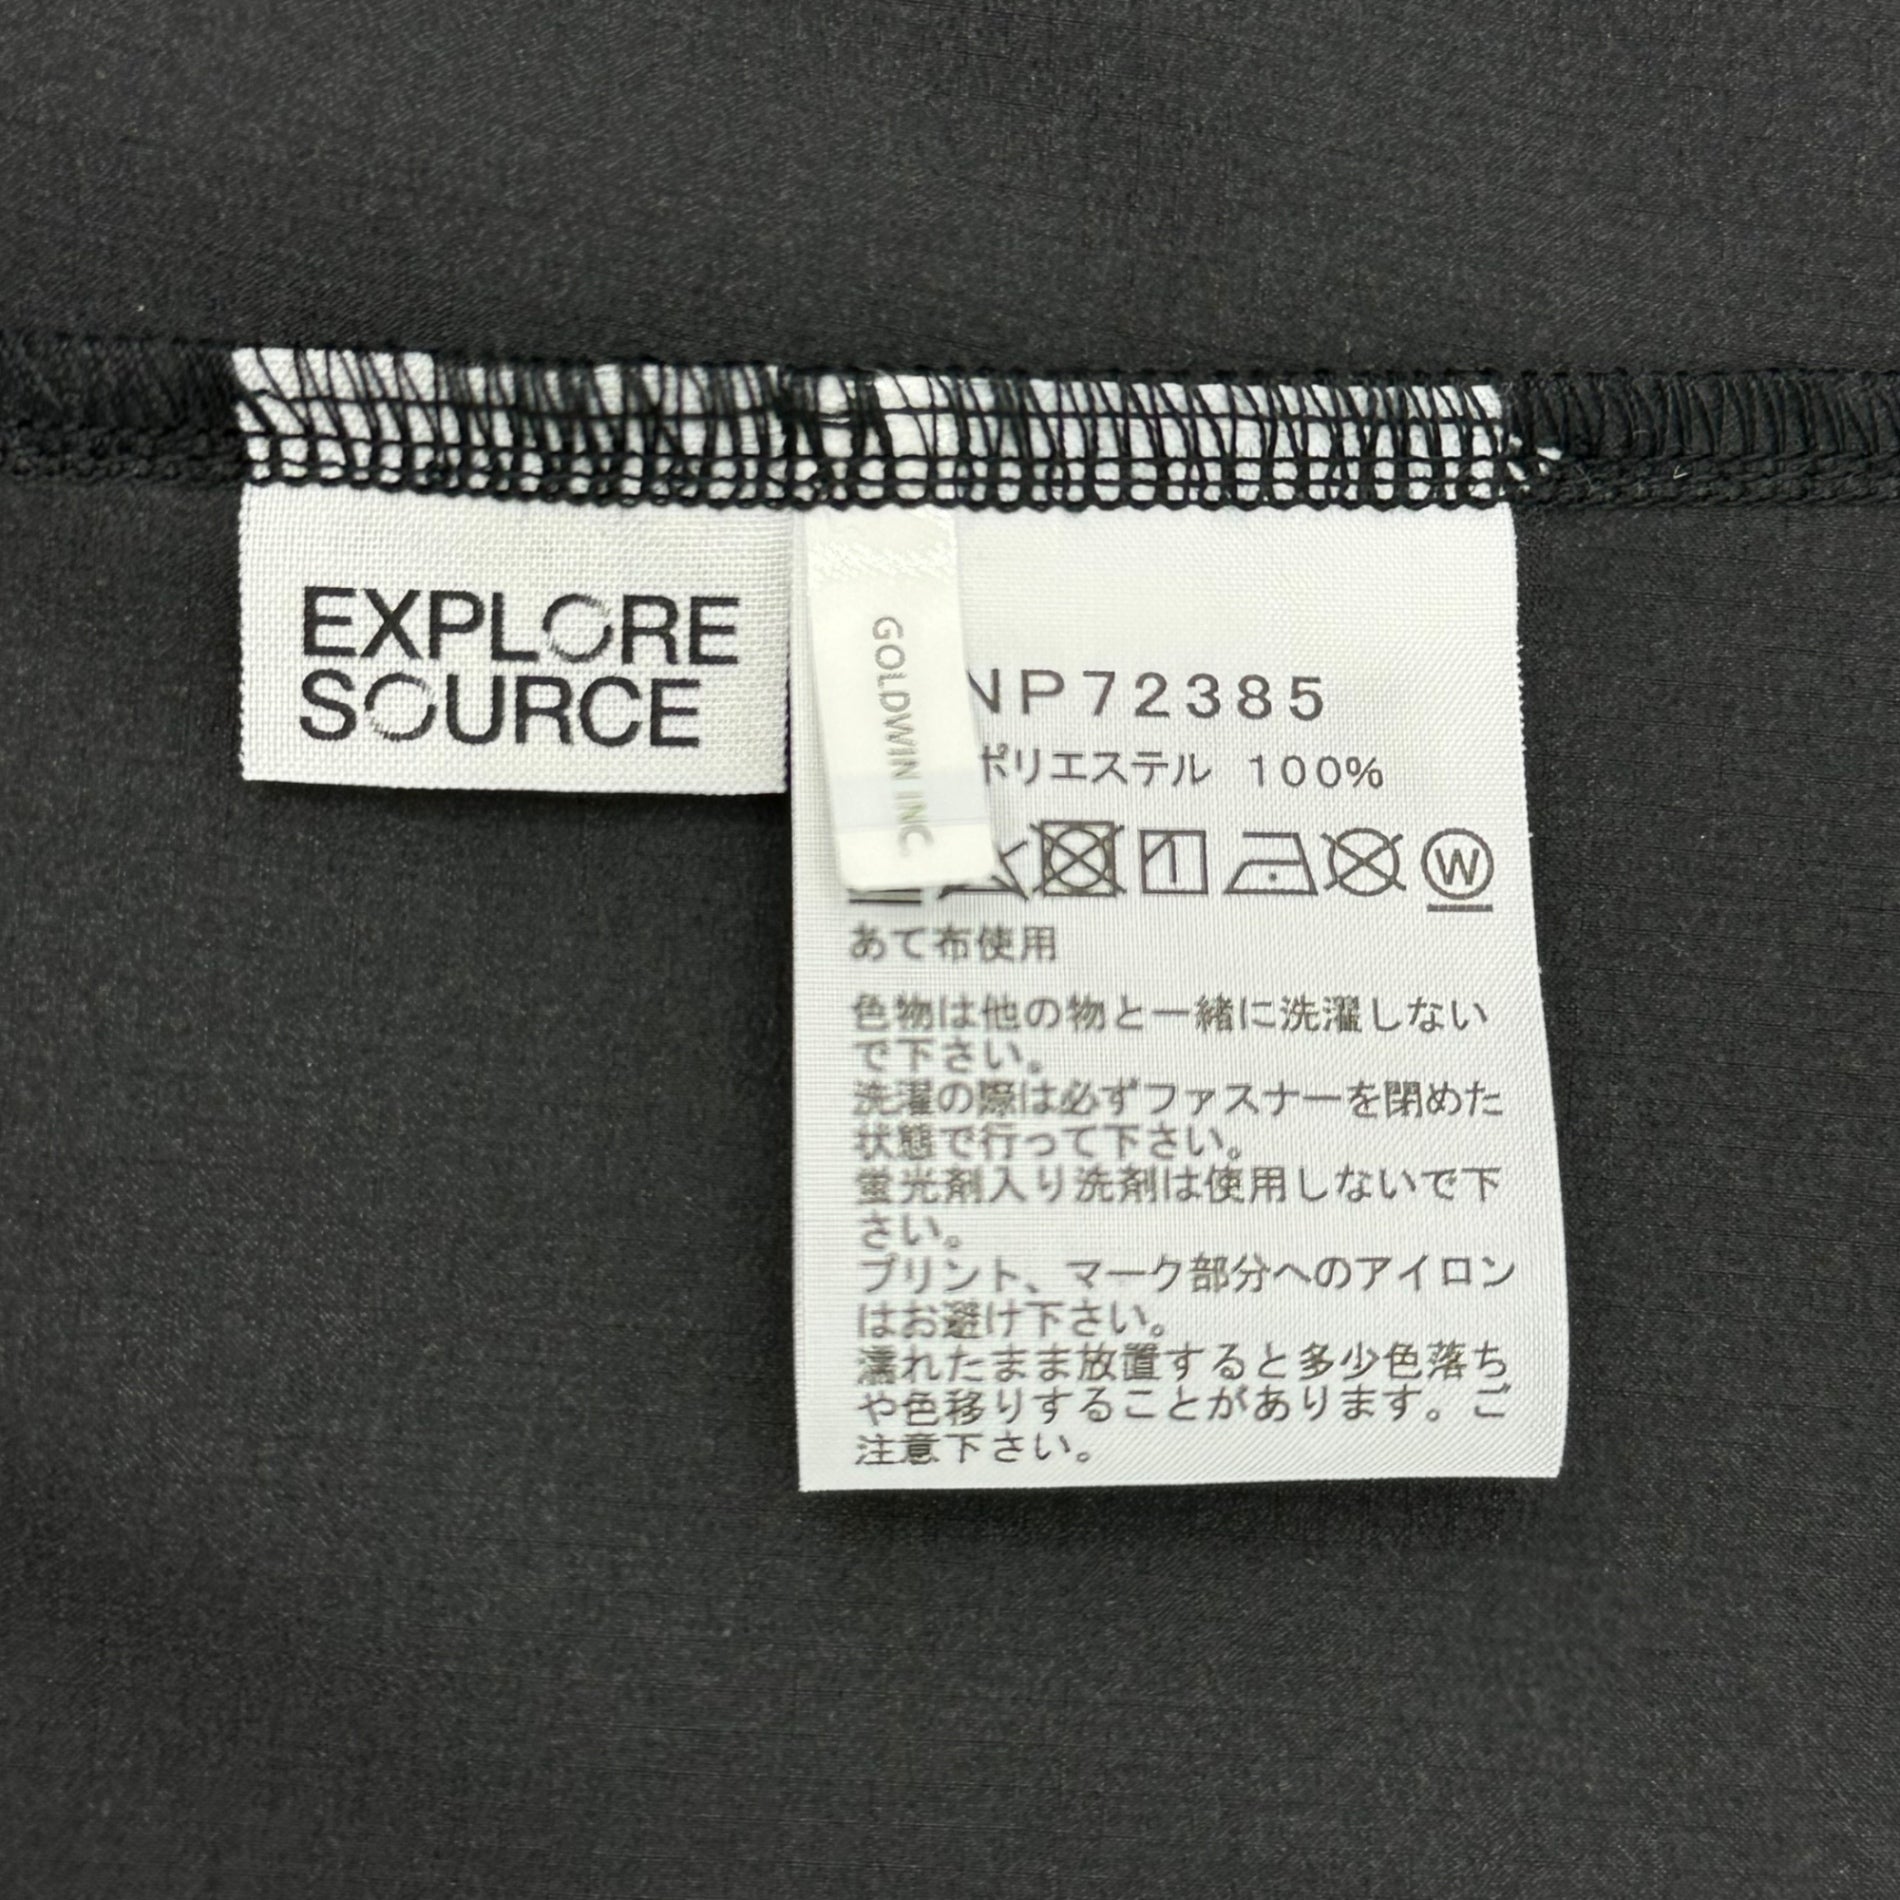 EXPLORE
SOURCE
GOLDWIN INC
NP72385
ポリエステル 100%
W
あて布使用
色物は他の物と一緒に洗濯しない
で下さい。
洗濯の際は必ずファスナーを閉めた
状態で行って下さい。
蛍光剤入り洗剤は使用しないで下
さい。
プリント、マーク部分へのアイロン
はお避け下さい。
濡れたまま放置すると多少色落ち
や色移りすることがあります。ご
注意下さい。